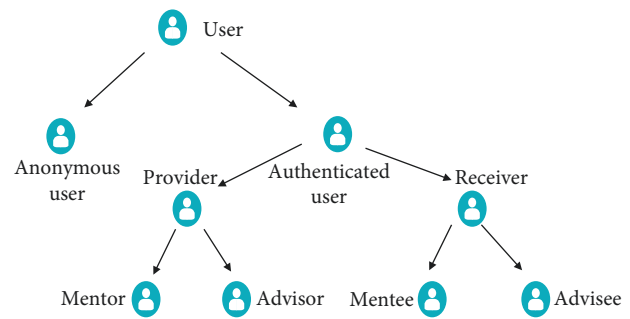 User
Anonymous
user
Authenticated
user
Provider
Receiver
Mentor
Advisor
Mentee
Advisee